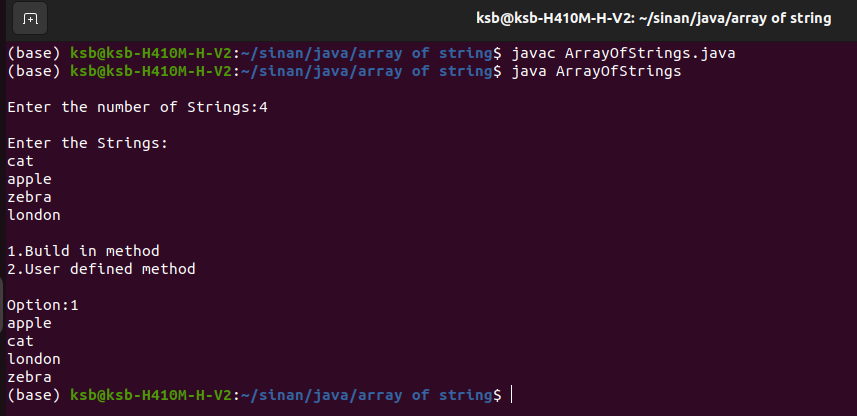 ksb@ksb-H410M-H-V2: ~/sinan/java/array of string
(base) ksb@ksb-H410M-H-V2:~/sinan/java/array of string$ javac ArrayOfStrings.java
(base) ksb@ksb-H410M-H-V2:~/sinan/java/array of string$ java ArrayOfStrings
Enter the number of Strings:4
Enter the Strings:
cat
apple
zebra
london
1.Build in method
2.User defined method
Option:1
apple
cat
london
zebra
(base) ksb@ksb-H410M-H-V2:~/sinan/java/array of string$